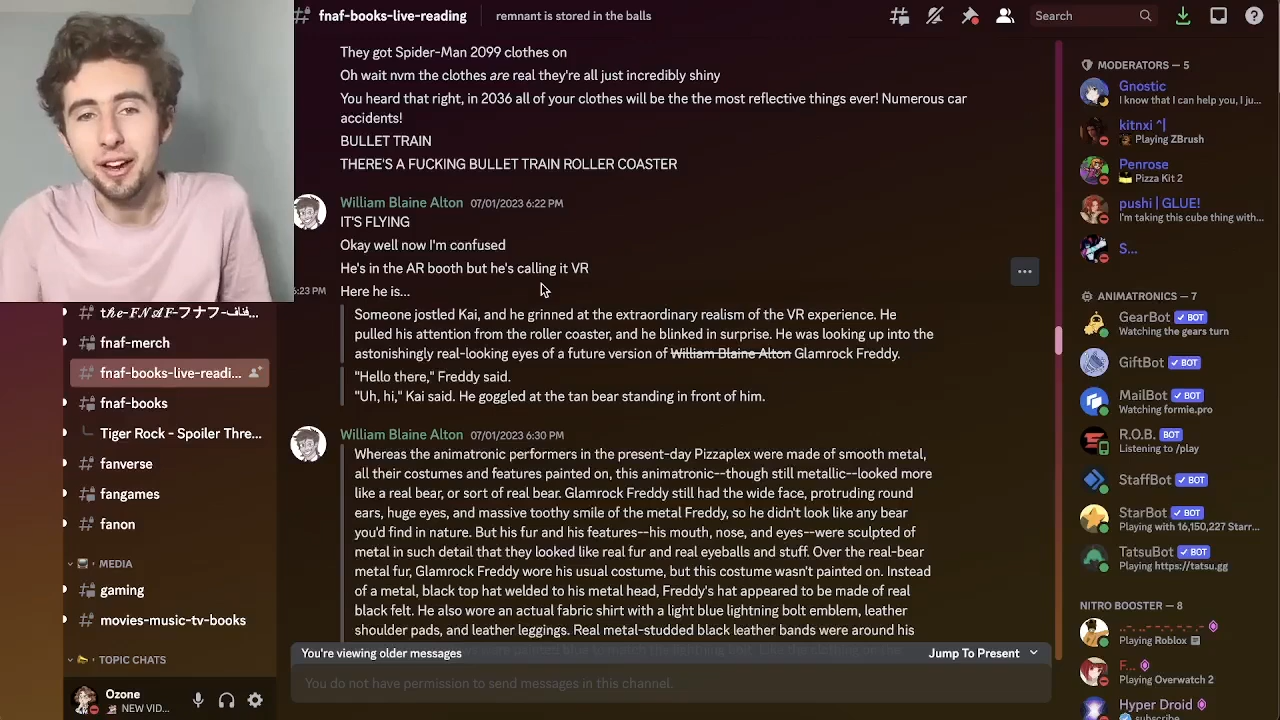 fnaf-books-live-reading
remnant is stored in the balls
Search
They got Spider-Man 2099 clothes on
Oh wait nvm the clothes are real they're all just incredibly shiny
You heard that right, in 2036 all of your clothes will be the the most reflective things ever! Numerous car
accidents!
BULLET TRAIN
THERE'S A FUCKING BULLET TRAIN ROLLER COASTER
William Blaine Alton 07/01/2023 6:22 PM
IT'S FLYING
Okay well now I'm confused
He's in the AR booth but he's calling it VR
6:23 PM Here he is...
Someone jostled Kai, and he grinned at the extraordinary realism of the VR experience. He
pulled his attention from the roller coaster, and he blinked in surprise. He was looking up into the
astonishingly real-looking eyes of a future version of William Blaine Alton Glamrock Freddy.
"Hello there," Freddy said.
"Uh, hi," Kai said. He goggled at the tan bear standing in front of him.
William Blaine Alton 07/01/2023 6:30 PM
Whereas the animatronic performers in the present-day Pizzaplex were made of smooth metal,
all their costumes and features painted on, this animatronic--though still metallic--looked more
like a real bear, or sort of real bear. Glamrock Freddy still had the wide face, protruding round
ears, huge eyes, and massive toothy smile of the metal Freddy, so he didn't look like any bear
you'd find in nature. But his fur and his features--his mouth, nose, and eyes--were sculpted of
metal in such detail that they looked like real fur and real eyeballs and stuff. Over the real-bear
metal fur, Glamrock Freddy wore his usual costume, but this costume wasn't painted on. Instead
of a metal, black top hat welded to his metal head, Freddy's hat appeared to be made of real
black felt. He also wore an actual fabric shirt with a light blue lightning bolt emblem, leather
shoulder pads, and leather leggings. Real metal-studded black leather bands were around his
You're viewing older messages
Jump To Present
You do not have permission to send messages in this channel.
fnaf-merch
fnaf-books-live-readi...
fnaf-books
Tiger Rock - Spoiler Thre...
fanverse
fangames
fanon
MEDIA
gaming
movies-music-tv-books
TOPIC CHATS
Ozone
NEW VID...
MODERATORS — 5
Gnostic
I know that I can help you, I ju...
kitnxi ^|
Playing ZBrush
Penrose
Pizza Kit 2
pushi | GLUE!
I'm taking this cube thing with...
S...
ANIMATRONICS — 7
GearBot BOT
Watching the gears turn
GiftBot BOT
MailBot BOT
Watching formie.pro
R.O.B. BOT
Listening to /play
StaffBot BOT
StarBot BOT
Playing with 16,150,227 Starr...
TatsuBot BOT
Playing https://tatsu.gg
NITRO BOOSTER — 8
Playing Roblox
F...
Playing Overwatch 2
Hyper Droid
subscribe